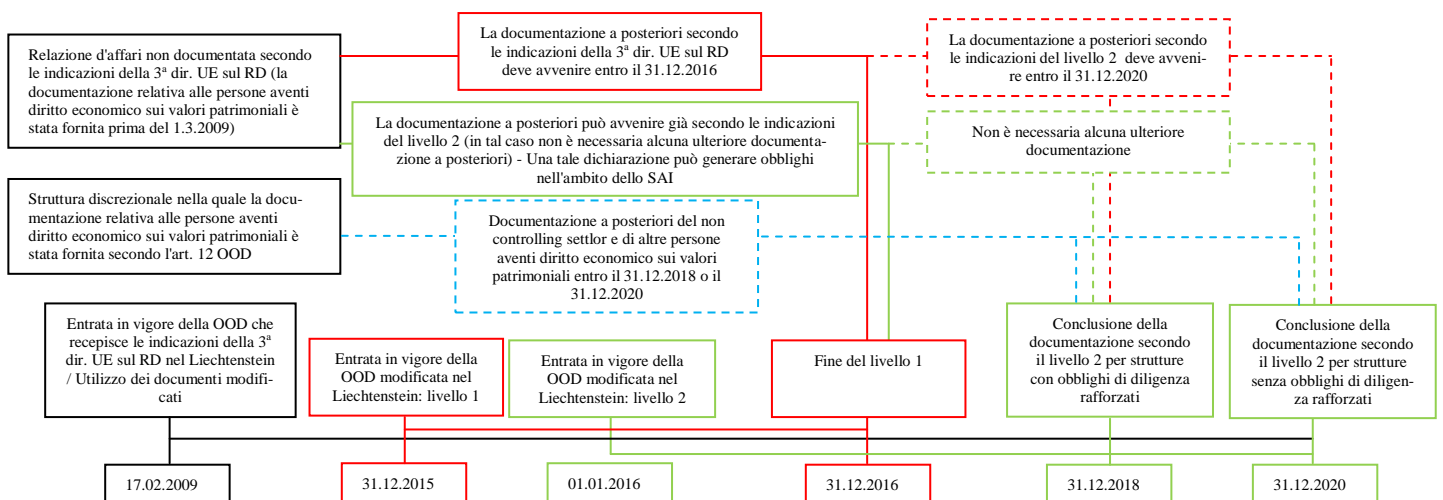 Relazione d'affari non documentata secondo
le indicazioni della 3ª dir. UE sul RD (la
documentazione relativa alle persone aventi
diritto economico sui valori patrimoniali è
stata fornita prima del 1.3.2009)
La documentazione a posteriori secondo
le indicazioni della 3ª dir. UE sul RD
deve avvenire entro il 31.12.2016
La documentazione a posteriori secondo
le indicazioni del livello 2 deve avveni-
re entro il 31.12.2020
La documentazione a posteriori può avvenire già secondo le indicazioni
del livello 2 (in tal caso non è necessaria alcuna ulteriore documenta-
zione a posteriori) - Una tale dichiarazione può generare obblighi
nell'ambito dello SAI
Non è necessaria alcuna ulteriore
documentazione
Struttura discrezionale nella quale la docu-
mentazione relativa alle persone aventi
diritto economico sui valori patrimoniali è
stata fornita secondo l'art. 12 OOD
Documentazione a posteriori del non
controlling settlor e di altre persone
aventi diritto economico sui valori
patrimoniali entro il 31.12.2018 o il
31.12.2020
Entrata in vigore della OOD che
recepisce le indicazioni della 3ª
dir. UE sul RD nel Liechtenstein
/ Utilizzo dei documenti modifi-
cati
Entrata in vigore della
OOD modificata nel
Liechtenstein: livello 1
Entrata in vigore della
OOD modificata nel
Liechtenstein: livello 2
Fine del livello 1
Conclusione della
documentazione secondo
il livello 2 per strutture
con obblighi di diligenza
rafforzati
Conclusione della
documentazione secondo
il livello 2 per strutture
senza obblighi di diligen-
za rafforzati
17.02.2009
31.12.2015
01.01.2016
31.12.2016
31.12.2018
31.12.2020